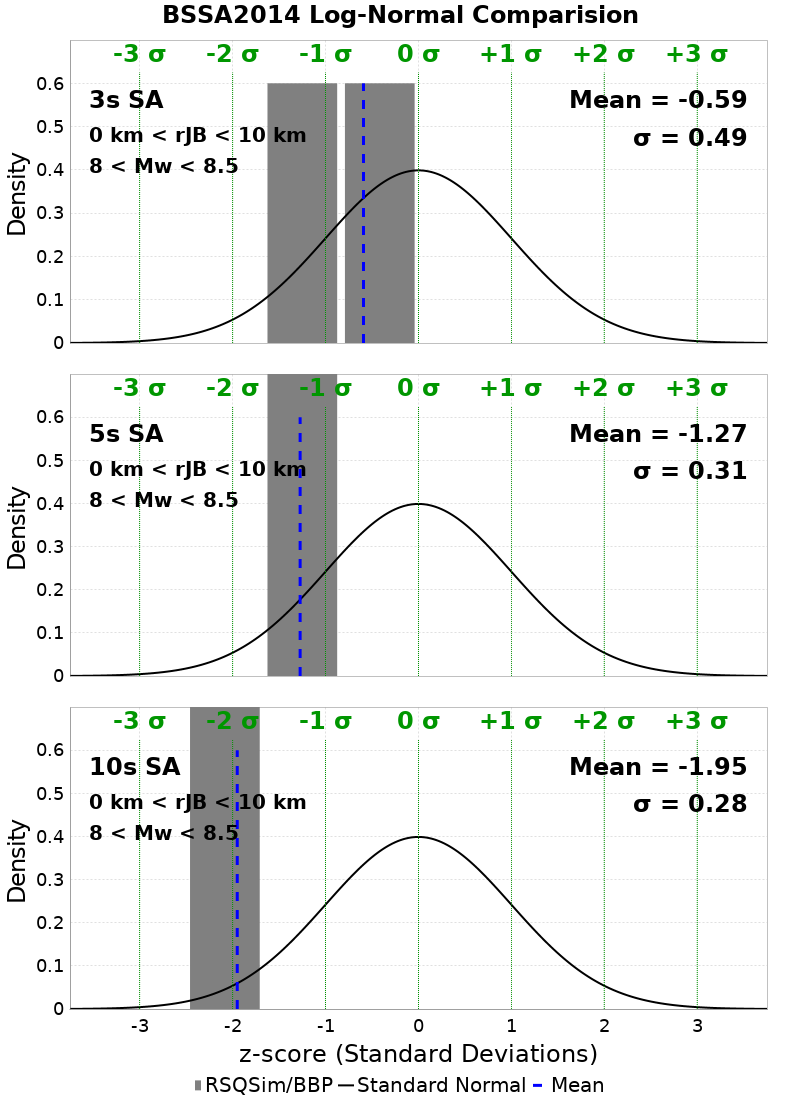 BSSA2014 Log-Normal Comparision
-3 σ -2 σ -1 σ 0 σ +1 σ +2 σ +3 σ
0.6
3s SA Mean = -0.59
0.5
0 km < rJB < 10 km σ = 0.49
8 < Mw < 8.5
0.4
Density
0.3
0.2
0.1
0
-3 σ -2 σ -1 σ 0 σ +1 σ +2 σ +3 σ
0.6
5s SA Mean = -1.27
0.5
0 km < rJB < 10 km σ = 0.31
8 < Mw < 8.5
0.4
Density
0.3
0.2
0.1
0
-3 σ -2 σ -1 σ 0 σ +1 σ +2 σ +3 σ
0.6
10s SA Mean = -1.95
0.5
0 km < rJB < 10 km σ = 0.28
8 < Mw < 8.5
0.4
Density
0.3
0.2
0.1
0
-3 -2 -1 0 1 2 3
z-score (Standard Deviations)
RSQSim/BBP Standard Normal Mean